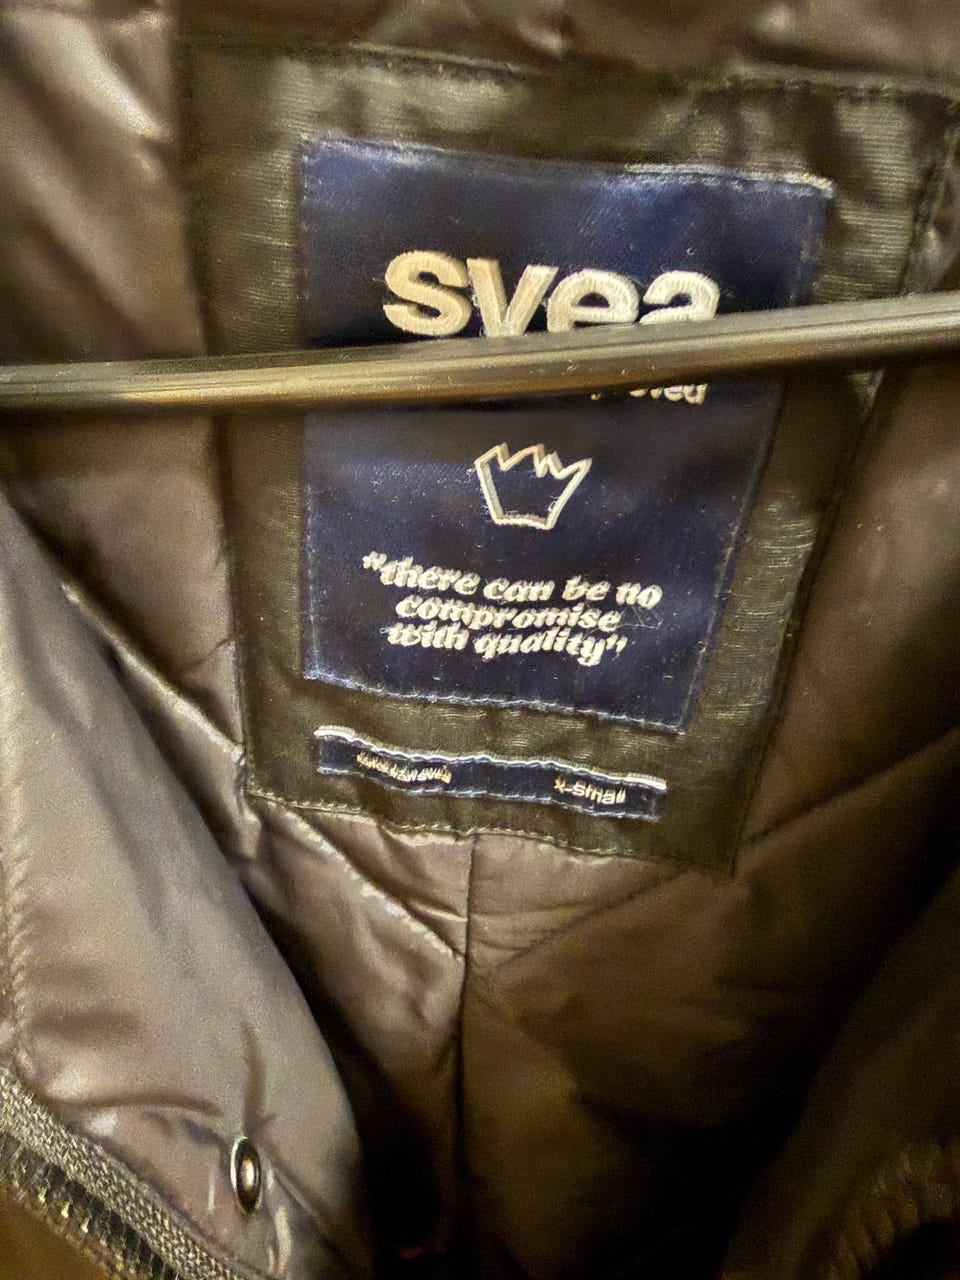 svea
"there can be no
compromise
with quality"
x-small